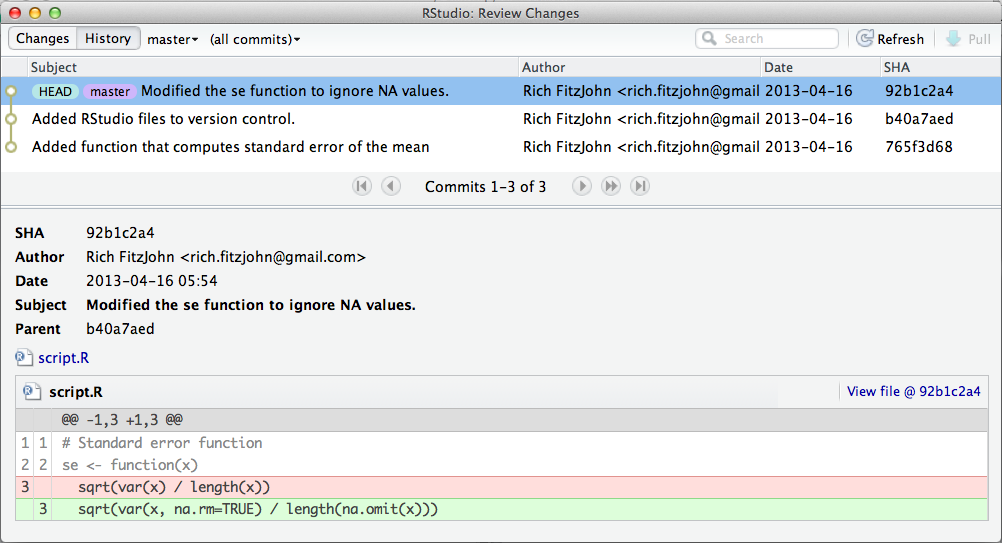 RStudio: Review Changes
Changes History master (all commits) Search Refresh Pull
Subject Author Date SHA
HEAD master Modified the se function to ignore NA values. Rich FitzJohn <rich.fitzjohn@gmail 2013-04-16 92b1c2a4
Added RStudio files to version control. Rich FitzJohn <rich.fitzjohn@gmail 2013-04-16 b40a7aed
Added function that computes standard error of the mean Rich FitzJohn <rich.fitzjohn@gmail 2013-04-16 765f3d68
Commits 1-3 of 3
SHA 92b1c2a4
Author Rich FitzJohn <rich.fitzjohn@gmail.com>
Date 2013-04-16 05:54
Subject Modified the se function to ignore NA values.
Parent b40a7aed
script.R
script.R View file @ 92b1c2a4
@@ -1,3 +1,3 @@
1 1 # Standard error function
2 2 se <- function(x)
3 sqrt(var(x) / length(x))
3 sqrt(var(x, na.rm=TRUE) / length(na.omit(x)))